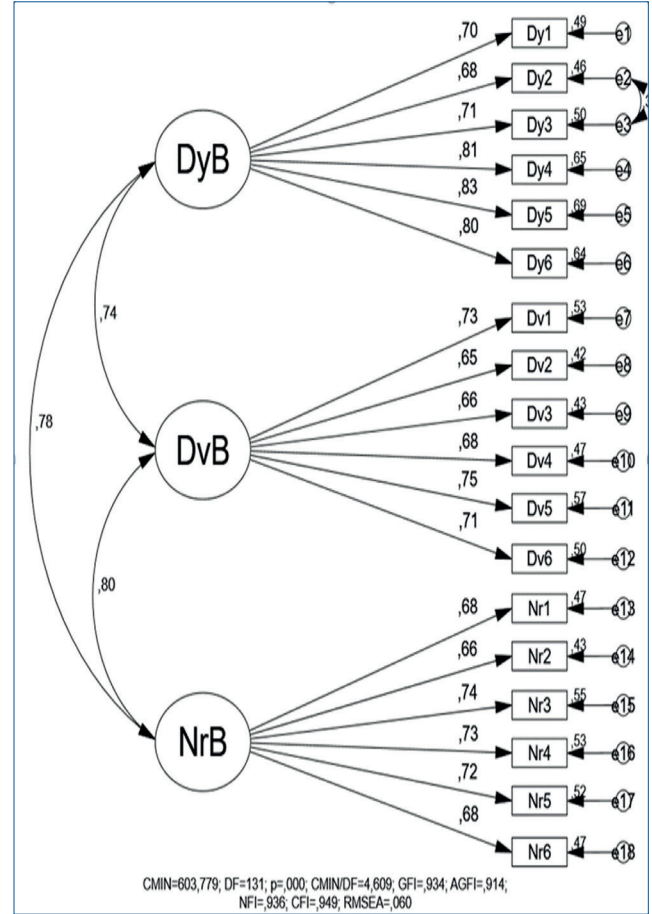 ,70 Dy1 ,49 e1
,68 Dy2 ,46 e2
,71 Dy3 ,50 e3
,81 Dy4 ,65 e4
DyB
,83 Dy5 ,69 e5
,80 Dy6 ,64 e6
,74
,73 Dv1 ,53 e7
,65 Dv2 ,42 e8
,66 Dv3 ,43 e9
,78
DvB
,68 Dv4 ,47 e10
,75 Dv5 ,57 e11
,71 Dv6 ,50 e12
,80
,68 Nr1 ,47 e13
,66 Nr2 ,43 e14
,74 Nr3 ,55 e15
NrB
,73 Nr4 ,53 e16
,72 Nr5 ,52 e17
,68 Nr6 ,47 e18
CMIN=603,779; DF=131; p=,000; CMIN/DF=4,609; GFI=,934; AGFI=,914;
NFI=,936, CFI=,949; RMSEA=,060